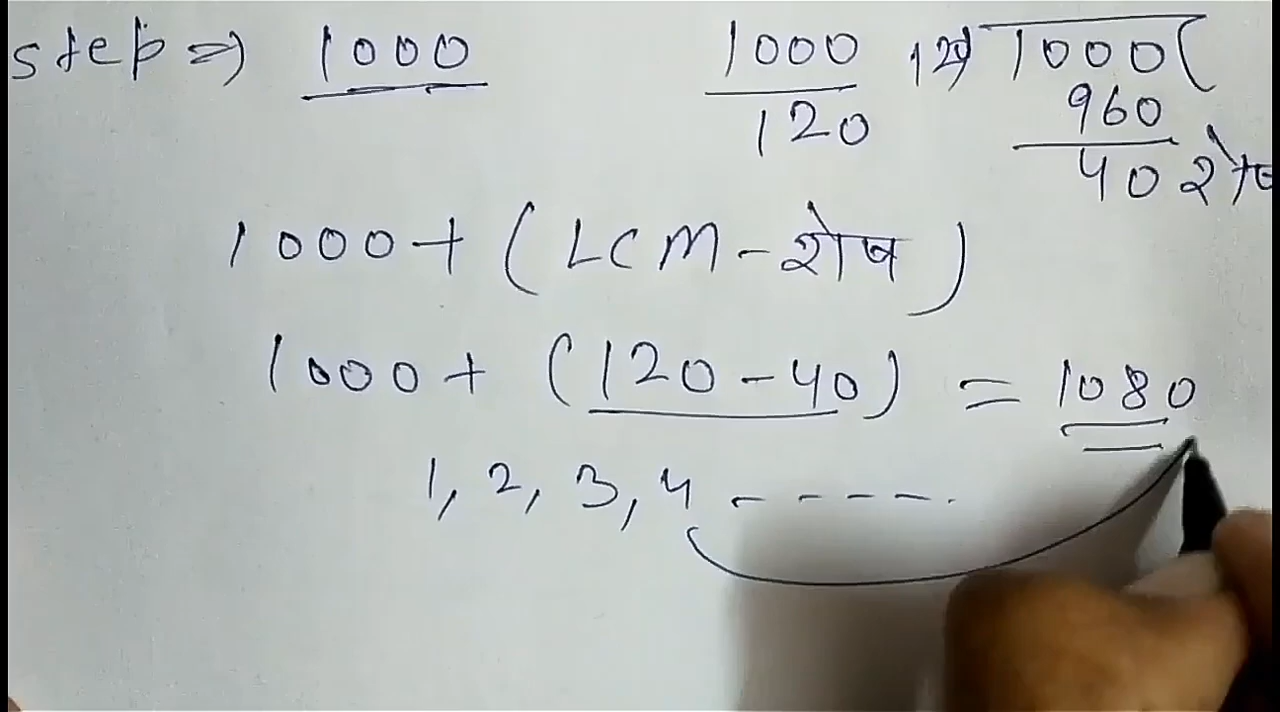 step ⇒ 1000 1000/120 120) 1000 (
960
40 शेष
1000 + (LCM - शेष)
1000 + (120 - 40) = 1080
1, 2, 3, 4 - - - - - .